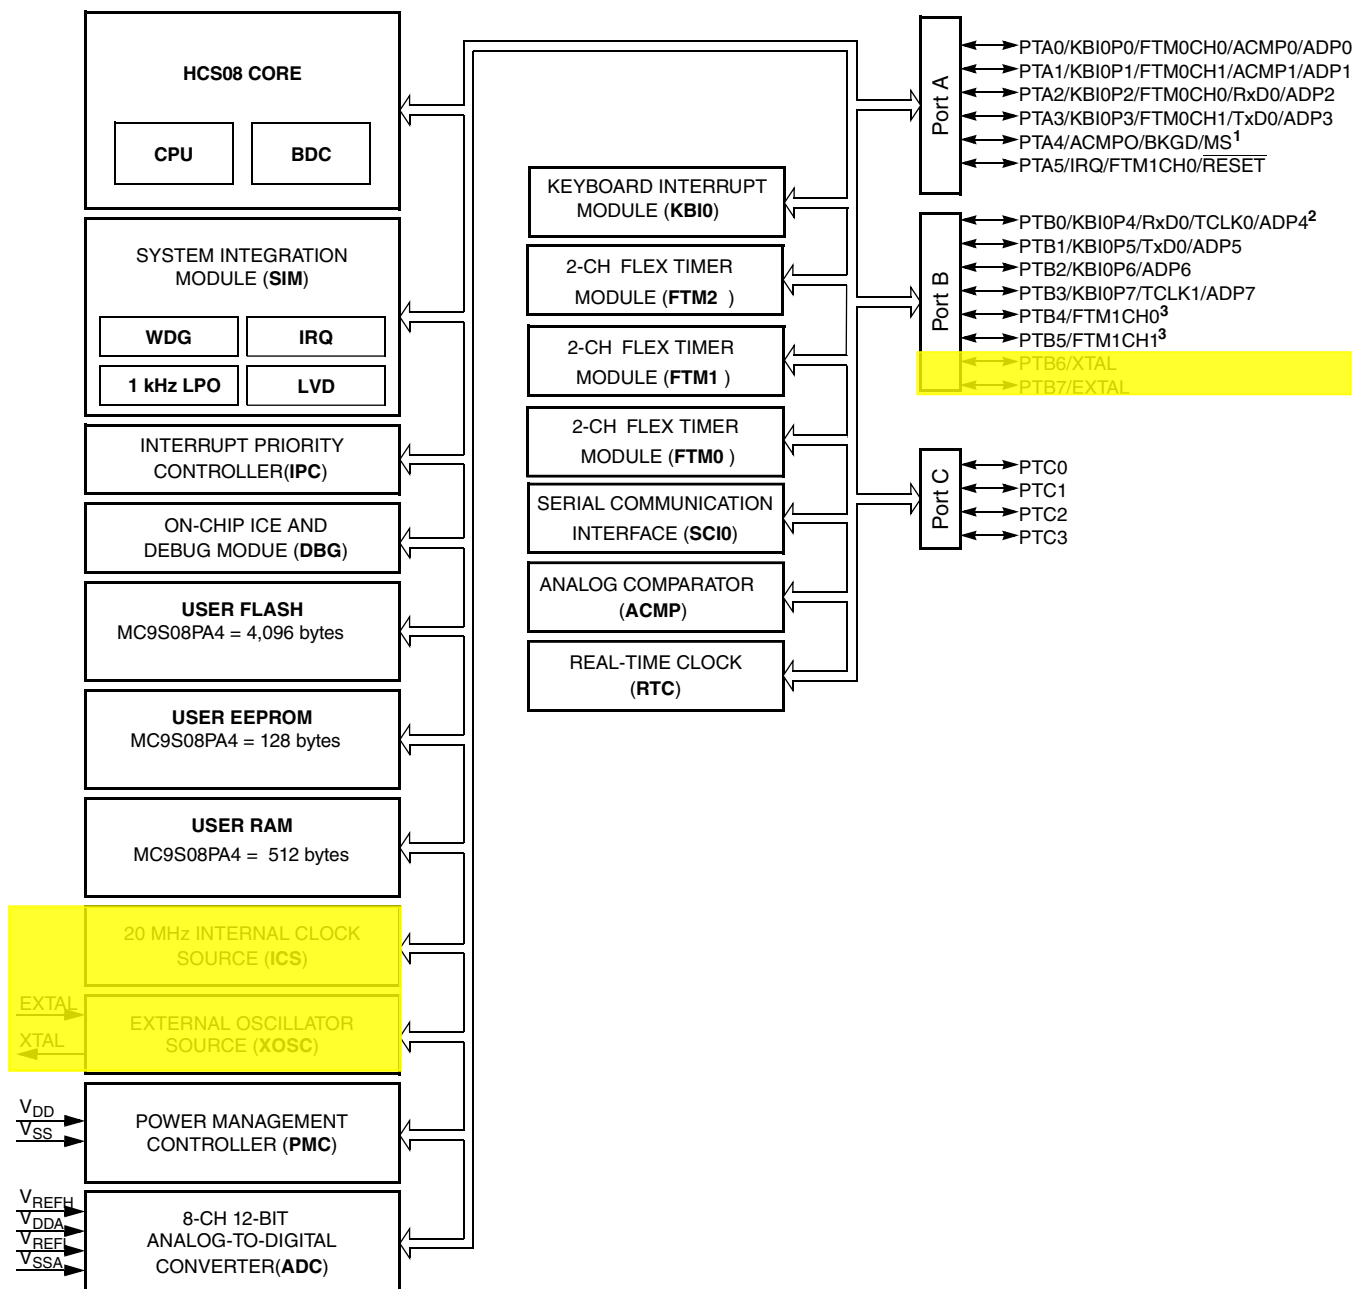 HCS08 CORE
CPU
BDC
SYSTEM INTEGRATION
MODULE (SIM)
WDG
IRQ
1 kHz LPO
LVD
INTERRUPT PRIORITY
CONTROLLER(IPC)
ON-CHIP ICE AND
DEBUG MODUE (DBG)
USER FLASH
MC9S08PA4 = 4,096 bytes
USER EEPROM
MC9S08PA4 = 128 bytes
USER RAM
MC9S08PA4 = 512 bytes
20 MHz INTERNAL CLOCK
SOURCE (ICS)
EXTAL
XTAL
EXTERNAL OSCILLATOR
SOURCE (XOSC)
VDD
VSS
POWER MANAGEMENT
CONTROLLER (PMC)
VREFH
VDDA
VREFL
VSSA
8-CH 12-BIT
ANALOG-TO-DIGITAL
CONVERTER(ADC)
KEYBOARD INTERRUPT
MODULE (KBI0)
2-CH FLEX TIMER
MODULE (FTM2 )
2-CH FLEX TIMER
MODULE (FTM1 )
2-CH FLEX TIMER
MODULE (FTM0 )
SERIAL COMMUNICATION
INTERFACE (SCI0)
ANALOG COMPARATOR
(ACMP)
REAL-TIME CLOCK
(RTC)
Port A
PTA0/KBI0P0/FTM0CH0/ACMP0/ADP0
PTA1/KBI0P1/FTM0CH1/ACMP1/ADP1
PTA2/KBI0P2/FTM0CH0/RxD0/ADP2
PTA3/KBI0P3/FTM0CH1/TxD0/ADP3
PTA4/ACMPO/BKGD/MS1
PTA5/IRQ/FTM1CH0/RESET
Port B
PTB0/KBI0P4/RxD0/TCLK0/ADP42
PTB1/KBI0P5/TxD0/ADP5
PTB2/KBI0P6/ADP6
PTB3/KBI0P7/TCLK1/ADP7
PTB4/FTM1CH03
PTB5/FTM1CH13
PTB6/XTAL
PTB7/EXTAL
Port C
PTC0
PTC1
PTC2
PTC3